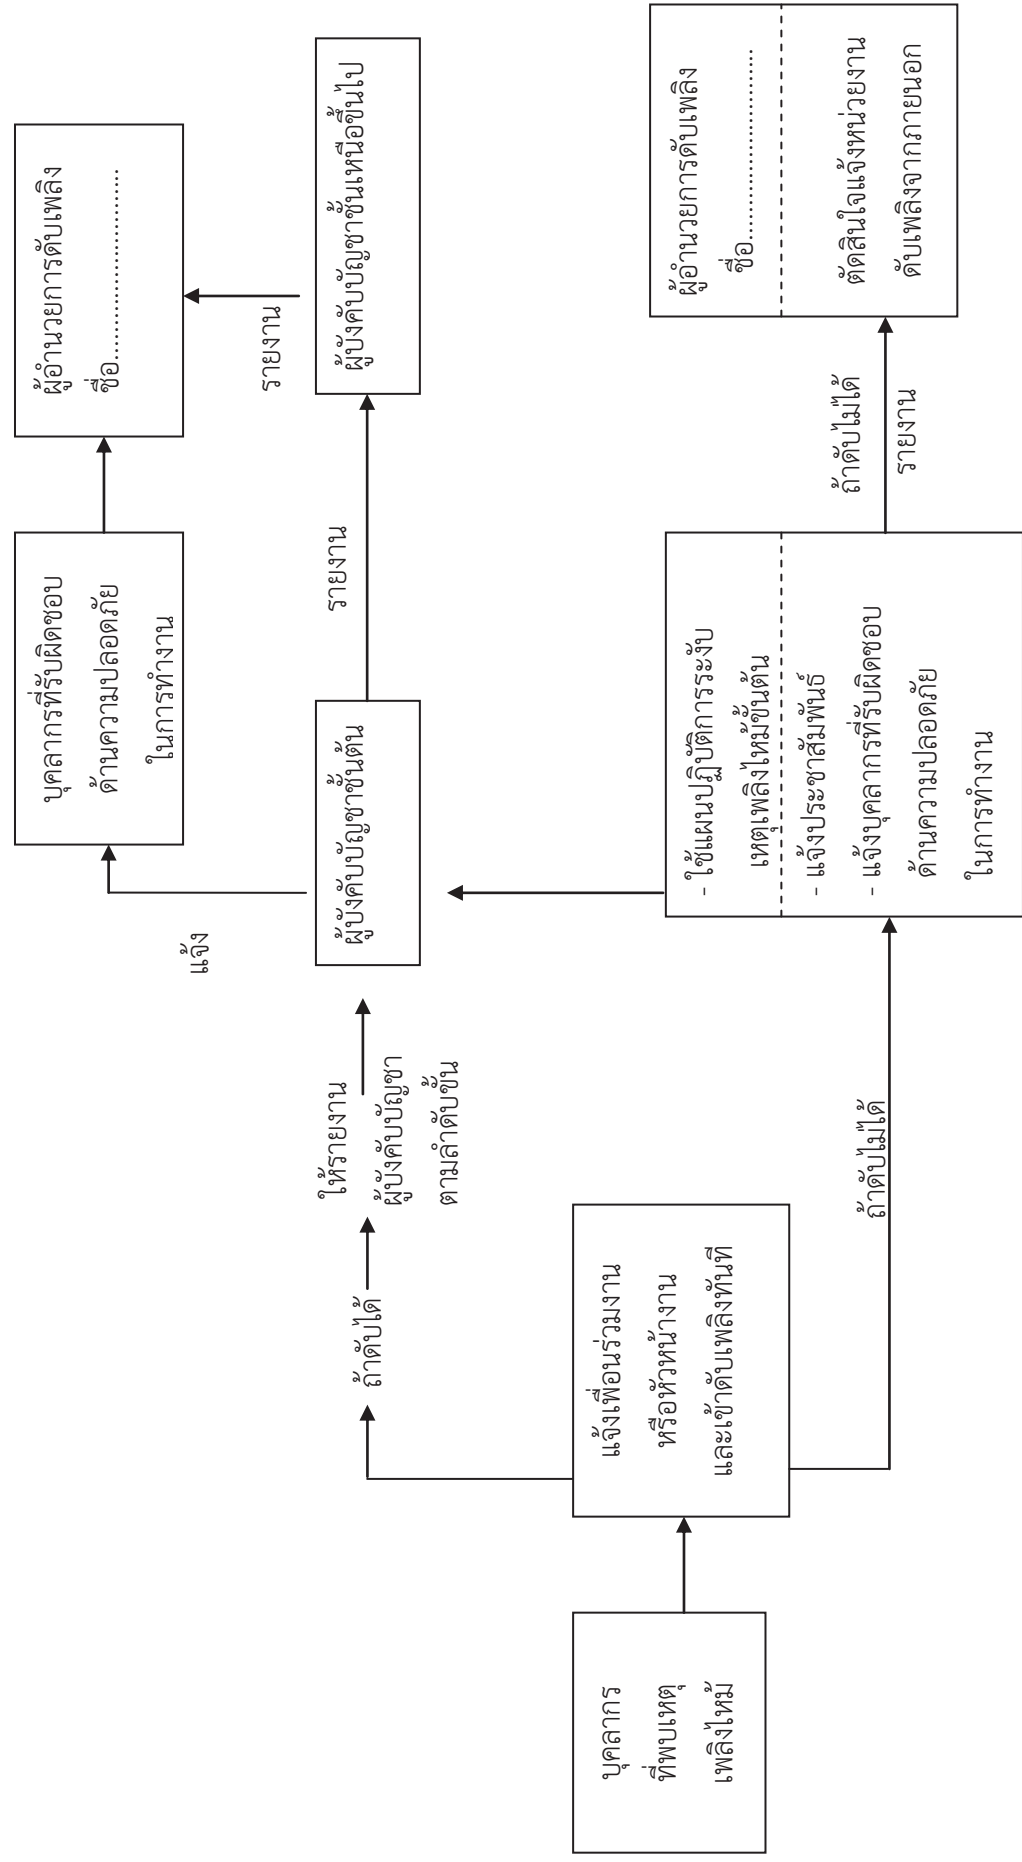 บุคลากร
ที่พบเหตุ
เพลิงไหม้
แจ้งเพื่อนร่วมงาน
หรือหัวหน้างาน
และเข้าดับเพลิงทันที
ถ้าดับได้
ให้รายงาน
ผู้บังคับบัญชา
ตามลำดับขั้น
ผู้บังคับบัญชาชั้นต้น
แจ้ง
บุคลากรที่รับผิดชอบ
ด้านความปลอดภัย
ในการทำงาน
ผู้อำนวยการดับเพลิง
ชื่อ................................
รายงาน
ผู้บังคับบัญชาชั้นเหนือขึ้นไป
รายงาน
ถ้าดับไม่ได้
- ใช้แผนปฏิบัติการระงับ
เหตุเพลิงไหม้ขั้นต้น
- แจ้งประชาสัมพันธ์
- แจ้งบุคลากรที่รับผิดชอบ
ด้านความปลอดภัย
ในการทำงาน
ถ้าดับไม่ได้
รายงาน
ผู้อำนวยการดับเพลิง
ชื่อ................................
ตัดสินใจแจ้งหน่วยงาน
ดับเพลิงจากภายนอก